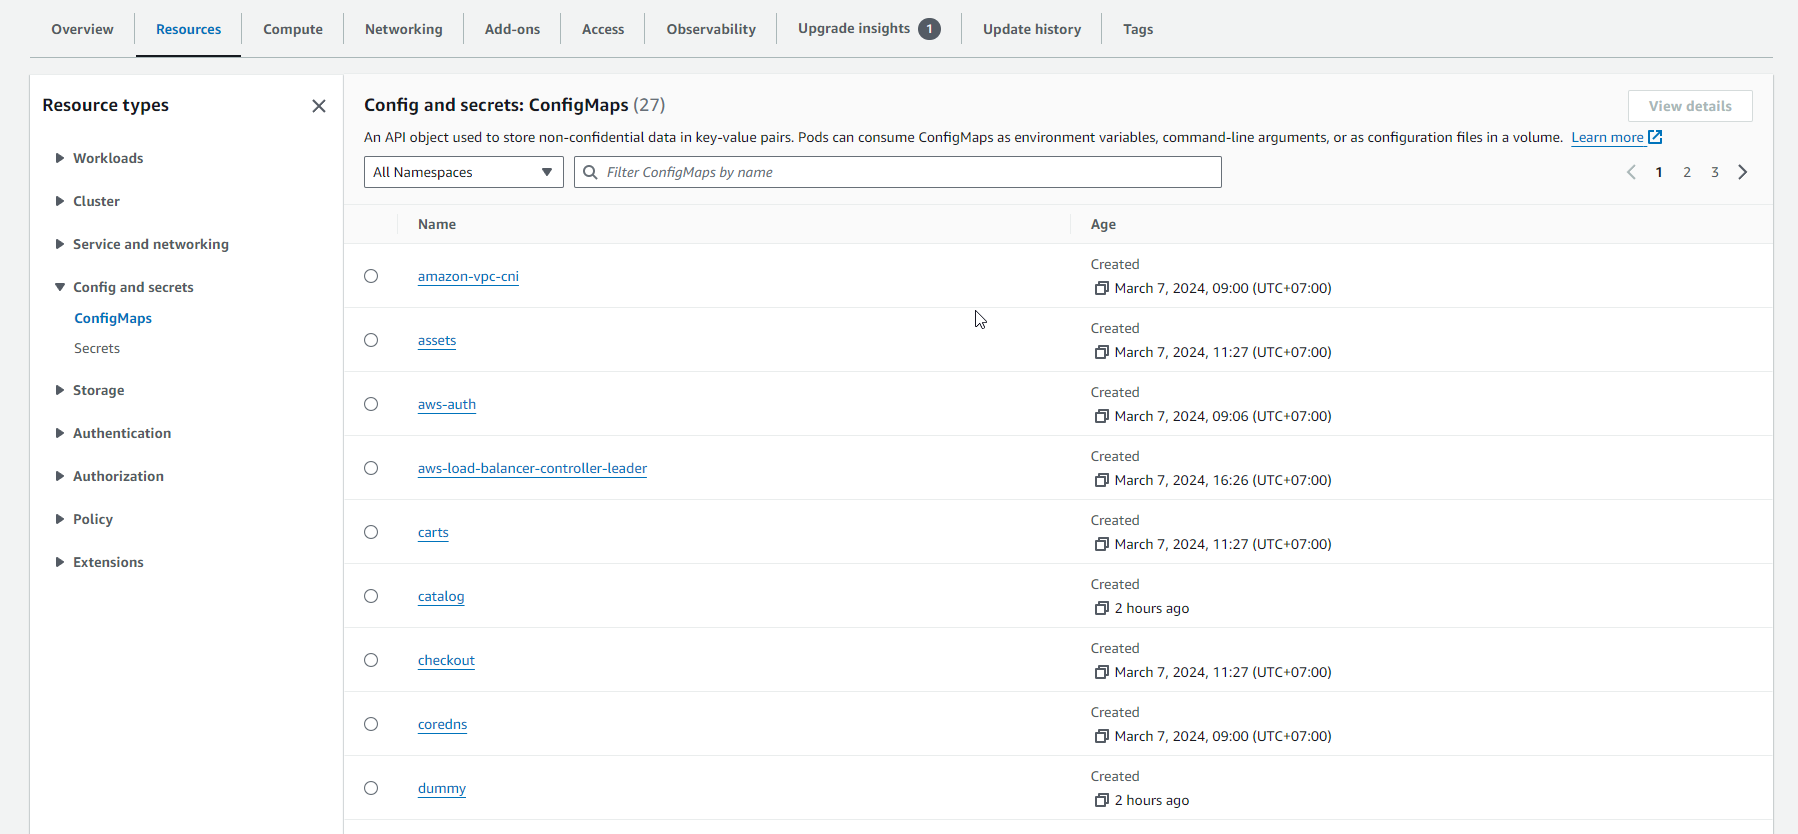 Overview Resources Compute Networking Add-ons Access Observability Upgrade insights 1 Update history Tags
Resource types
Workloads
Cluster
Service and networking
Config and secrets
ConfigMaps
Secrets
Storage
Authentication
Authorization
Policy
Extensions
Config and secrets: ConfigMaps (27)
View details
An API object used to store non-confidential data in key-value pairs. Pods can consume ConfigMaps as environment variables, command-line arguments, or as configuration files in a volume. Learn more
All Namespaces Filter ConfigMaps by name 1 2 3
Name Age
amazon-vpc-cni
Created
March 7, 2024, 09:00 (UTC+07:00)
assets
Created
March 7, 2024, 11:27 (UTC+07:00)
aws-auth
Created
March 7, 2024, 09:06 (UTC+07:00)
aws-load-balancer-controller-leader
Created
March 7, 2024, 16:26 (UTC+07:00)
carts
Created
March 7, 2024, 11:27 (UTC+07:00)
catalog
Created
2 hours ago
checkout
Created
March 7, 2024, 11:27 (UTC+07:00)
coredns
Created
March 7, 2024, 09:00 (UTC+07:00)
dummy
Created
2 hours ago